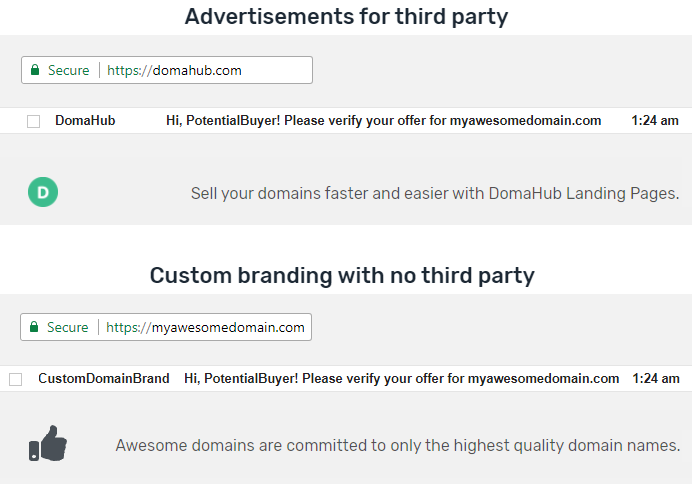 Advertisements for third party
Secure | https://domahub.com
DomaHub Hi, PotentialBuyer! Please verify your offer for myawesomedomain.com 1:24 am
D Sell your domains faster and easier with DomaHub Landing Pages.
Custom branding with no third party
Secure | https://myawesomedomain.com
CustomDomainBrand Hi, PotentialBuyer! Please verify your offer for myawesomedomain.com 1:24 am
Awesome domains are committed to only the highest quality domain names.